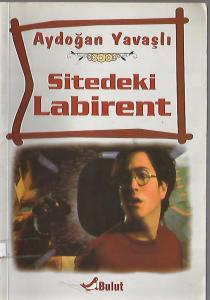 Aydoğan Yavaşlı
Sitedeki
Labirent
Bulut